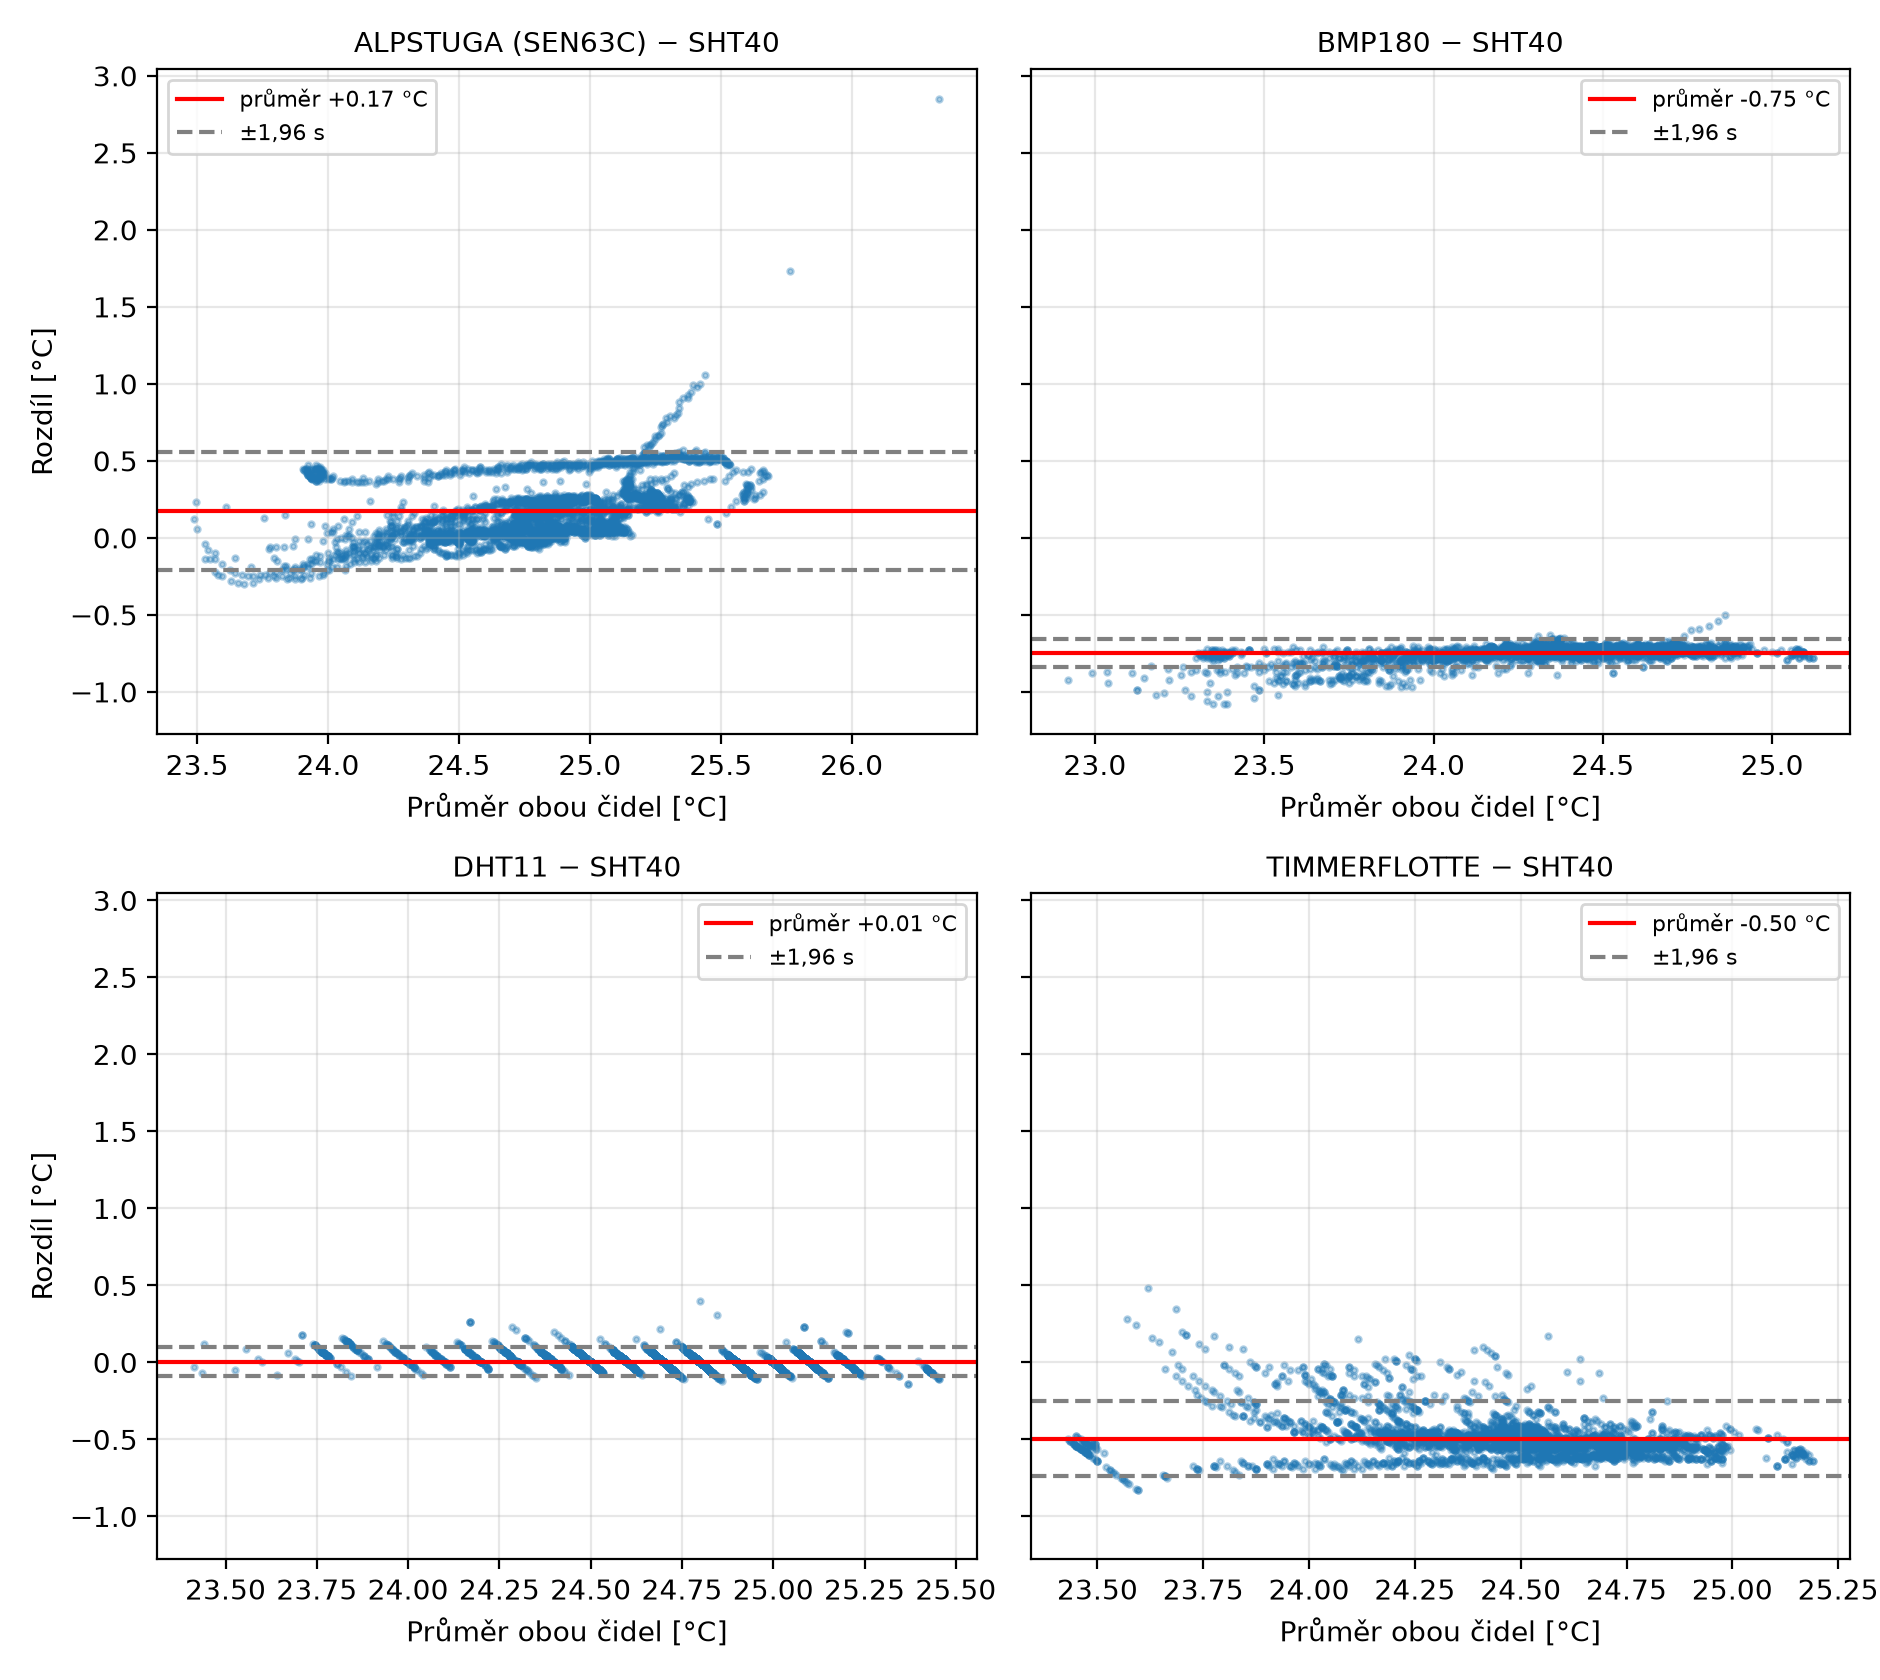 ALPSTUGA (SEN63C) − SHT40
BMP180 − SHT40
průměr +0.17 °C
±1,96 s
průměr -0.75 °C
±1,96 s
3.0
2.5
2.0
1.5
1.0
0.5
0.0
−0.5
−1.0
Rozdíl [°C]
23.5 24.0 24.5 25.0 25.5 26.0
23.0 23.5 24.0 24.5 25.0
Průměr obou čidel [°C]
Průměr obou čidel [°C]
DHT11 − SHT40
TIMMERFLOTTE − SHT40
průměr +0.01 °C
±1,96 s
průměr -0.50 °C
±1,96 s
3.0
2.5
2.0
1.5
1.0
0.5
0.0
−0.5
−1.0
Rozdíl [°C]
23.50 23.75 24.00 24.25 24.50 24.75 25.00 25.25 25.50
23.50 23.75 24.00 24.25 24.50 24.75 25.00 25.25
Průměr obou čidel [°C]
Průměr obou čidel [°C]